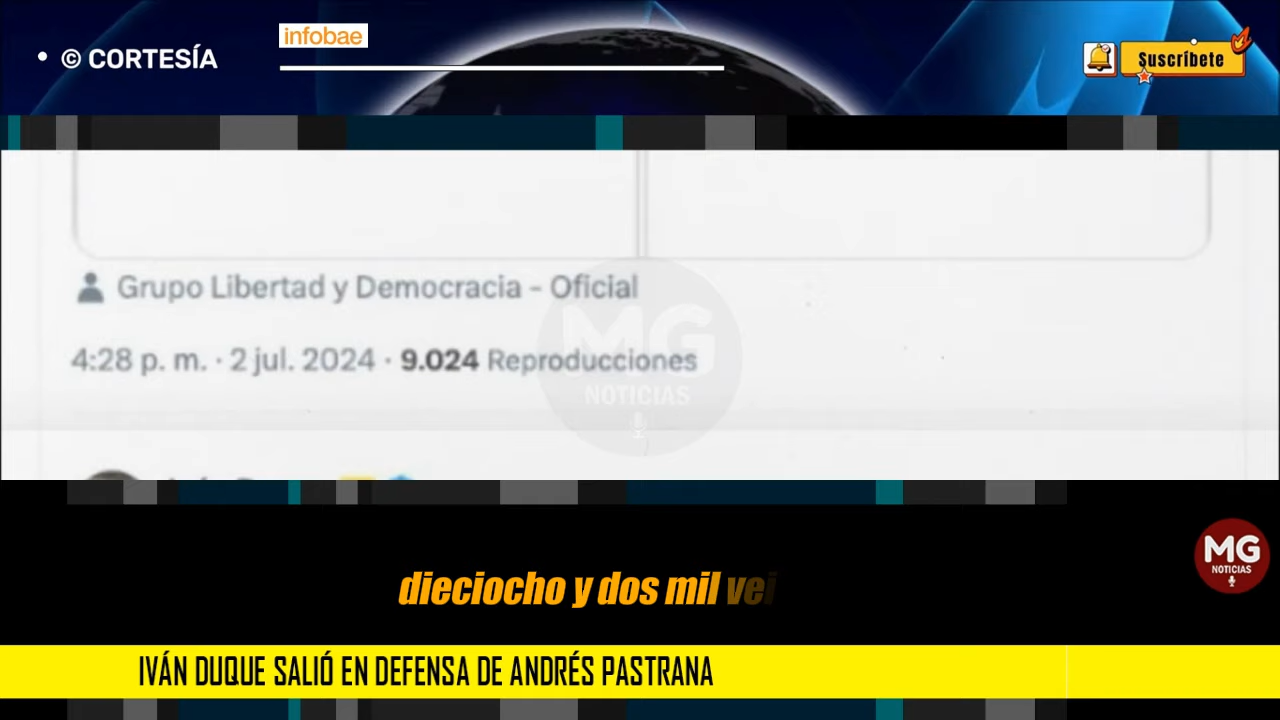 © CORTESÍA
infobae
Suscríbete
Grupo Libertad y Democracia - Oficial
4:28 p. m. · 2 jul. 2024 · 9.024 Reproducciones
MG
NOTICIAS
dieciocho y dos mil vei
MG
NOTICIAS
IVÁN DUQUE SALIÓ EN DEFENSA DE ANDRÉS PASTRANA